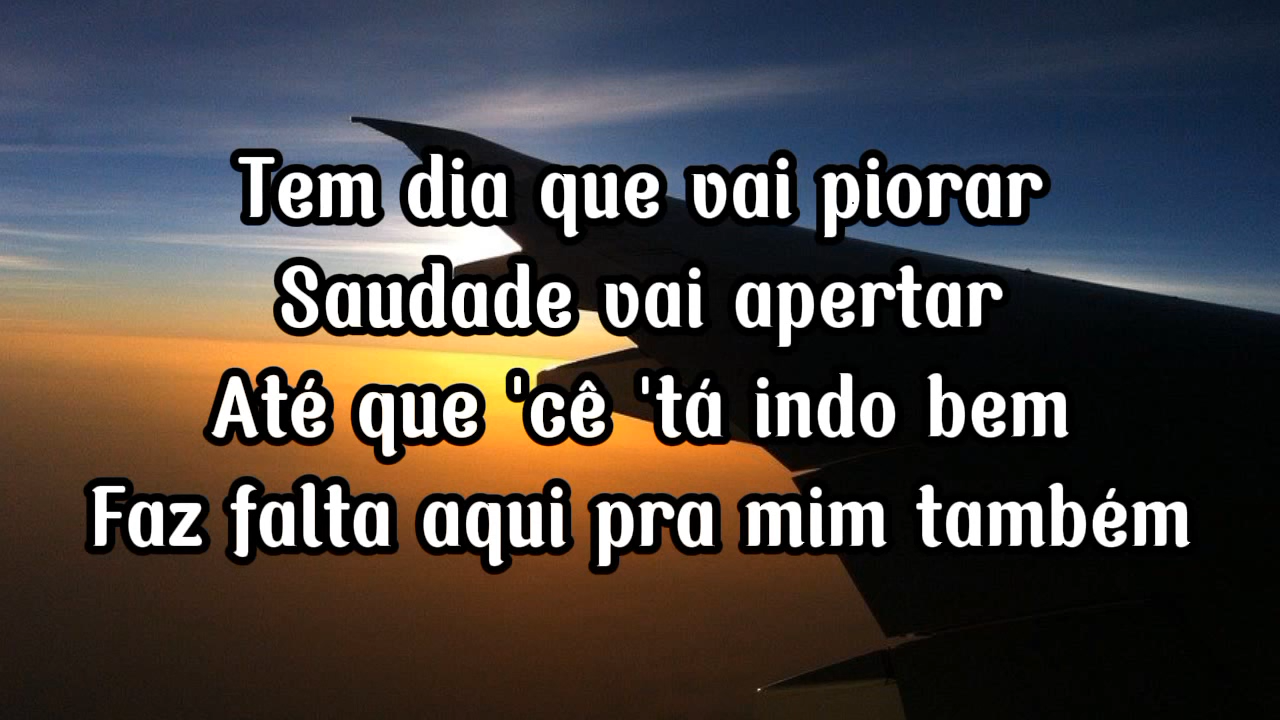 Tem dia que vai piorar
Saudade vai apertar
Até que 'cê 'tá indo bem
Faz falta aqui pra mim também